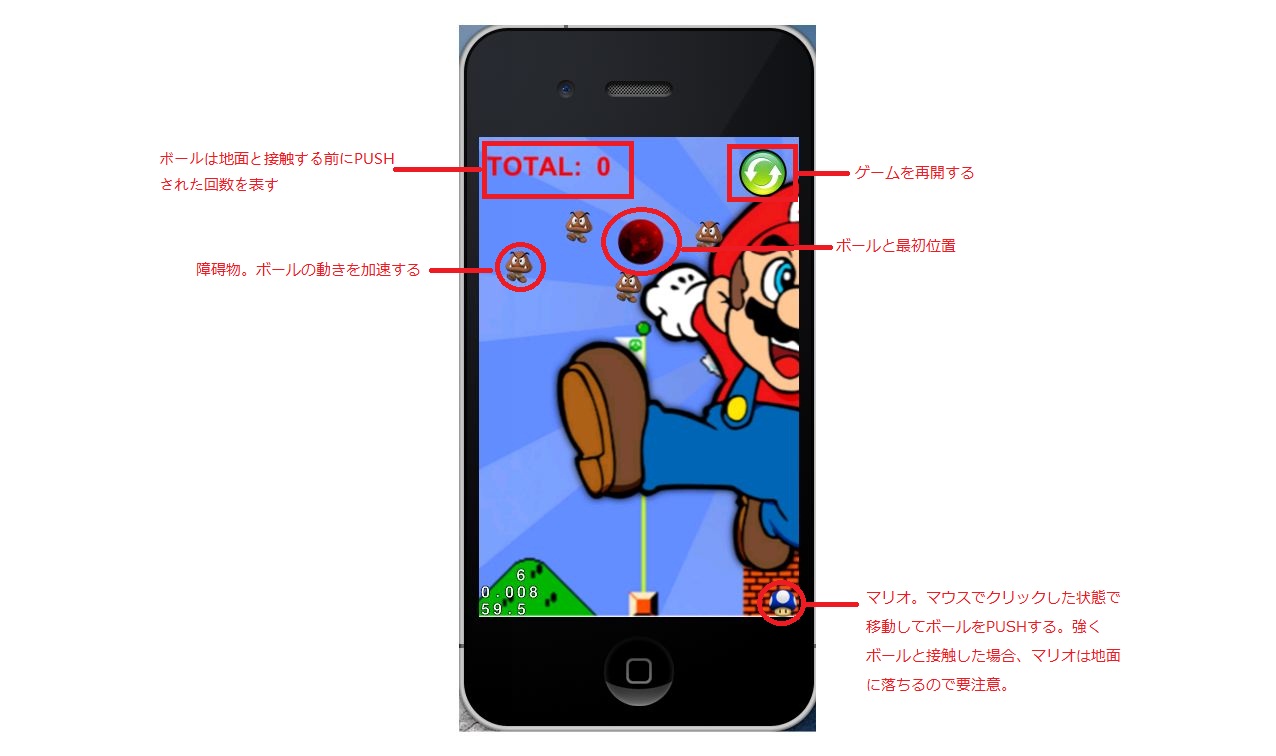 ボールは地面と接触する前にPUSH
された回数を表す
TOTAL: 0
ゲームを再開する
ボールと最初位置
障碍物。ボールの動きを加速する
6
0.008
59.5
マリオ。マウスでクリックした状態で
移動してボールをPUSHする。強く
ボールと接触した場合、マリオは地面
に落ちるので要注意。